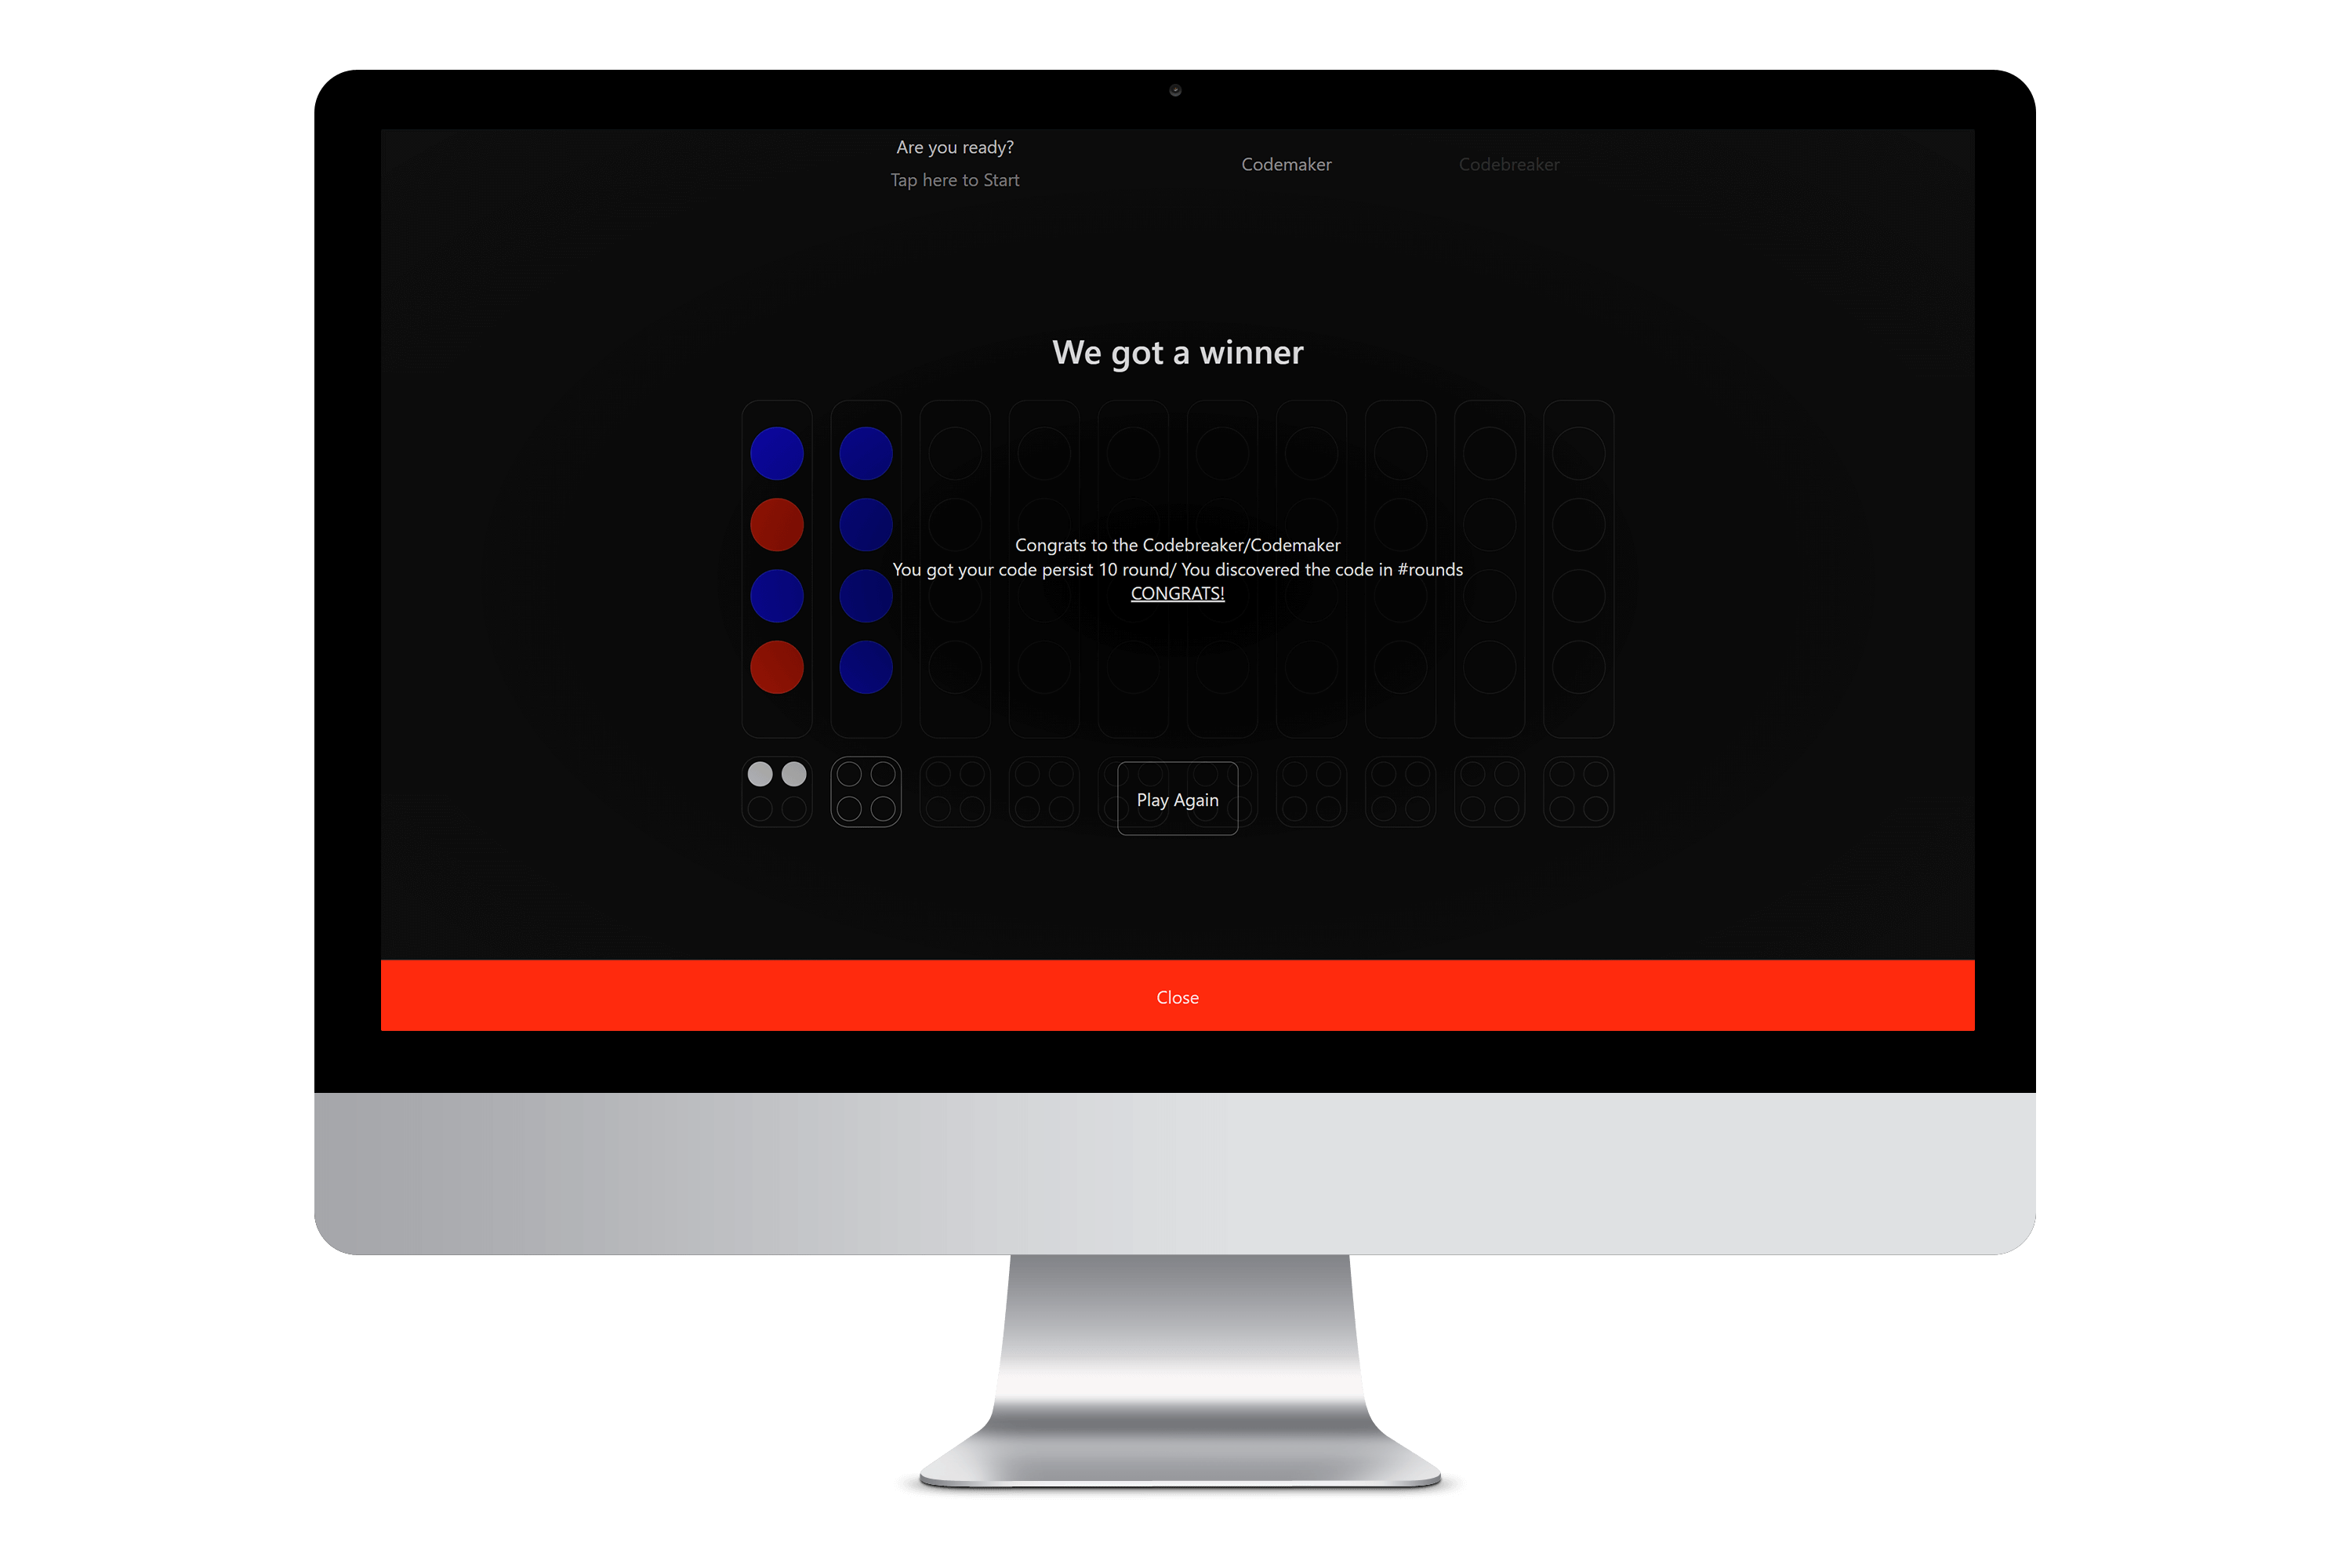 Are you ready?
Tap here to Start
Codemaker
Codebreaker
We got a winner
Congrats to the Codebreaker/Codemaker
You got your code persist 10 round/ You discovered the code in #rounds
CONGRATS!
Play Again
Close